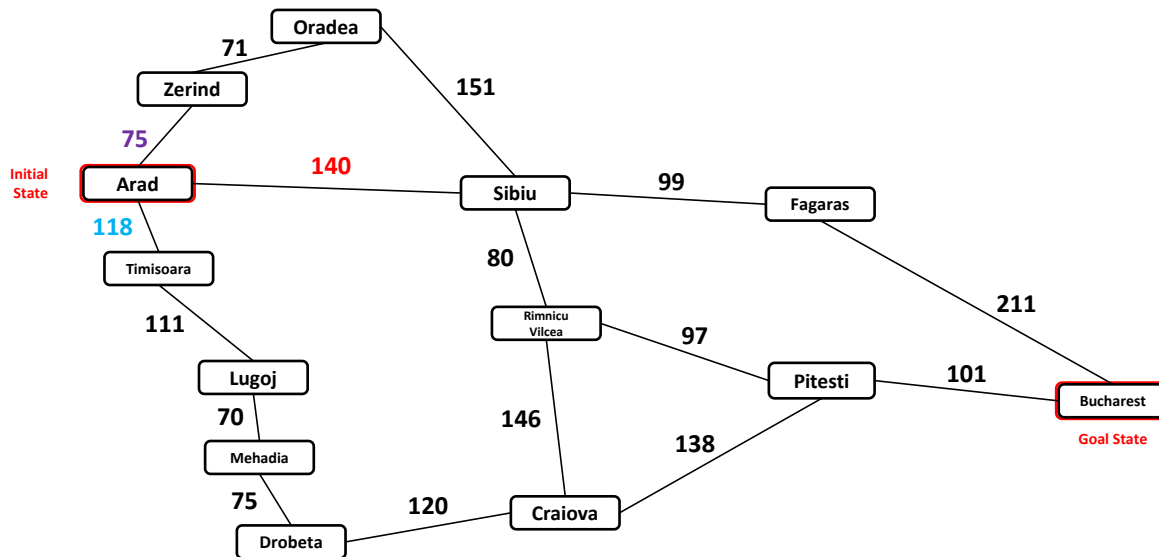 Oradea
71
Zerind
151
75
Initial
State
Arad
140
Sibiu
99
Fagaras
118
Timisoara
80
111
Rimnicu
Vilcea
97
211
Lugoj
Pitesti
101
Bucharest
Goal State
70
146
138
Mehadia
75
120
Craiova
Drobeta